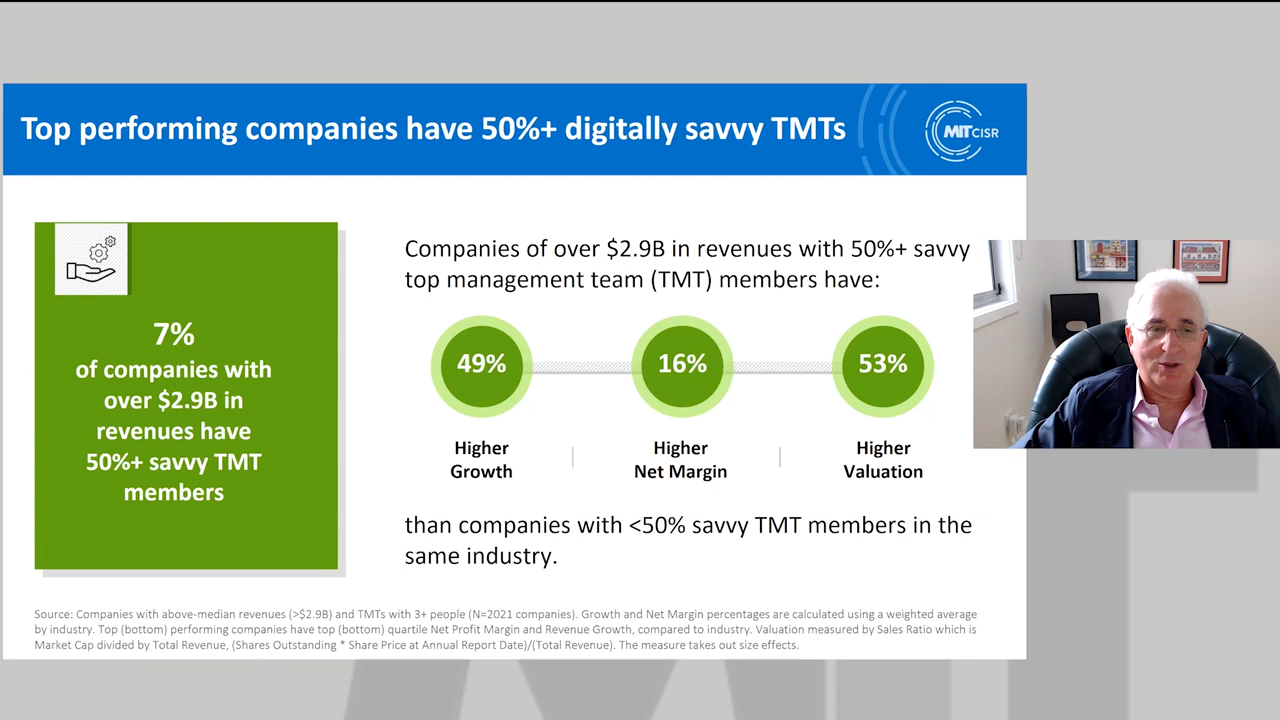 Top performing companies have 50%+ digitally savvy TMTs
MIT CISR
7%
of companies with
over $2.9B in
revenues have
50%+ savvy TMT
members
Companies of over $2.9B in revenues with 50%+ savvy
top management team (TMT) members have:
49%
16%
53%
Higher
Growth
Higher
Net Margin
Higher
Valuation
than companies with <50% savvy TMT members in the
same industry.
Source: Companies with above-median revenues (>$2.9B) and TMTs with 3+ people (N=2021 companies). Growth and Net Margin percentages are calculated using a weighted average
by industry. Top (bottom) performing companies have top (bottom) quartile Net Profit Margin and Revenue Growth, compared to industry. Valuation measured by Sales Ratio which is
Market Cap divided by Total Revenue, (Shares Outstanding * Share Price at Annual Report Date)/(Total Revenue). The measure takes out size effects.